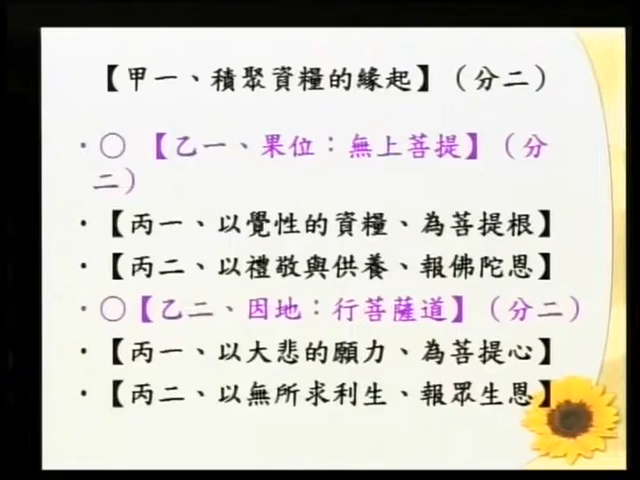 【甲一、積聚資糧的緣起】（分二）
• ○ 【乙一、果位：無上菩提】（分
二）
• 【丙一、以覺性的資糧、為菩提根】
• 【丙二、以禮敬與供養、報佛陀恩】
• ○【乙二、因地：行菩薩道】（分二）
• 【丙一、以大悲的願力、為菩提心】
• 【丙二、以無所求利生、報眾生恩】